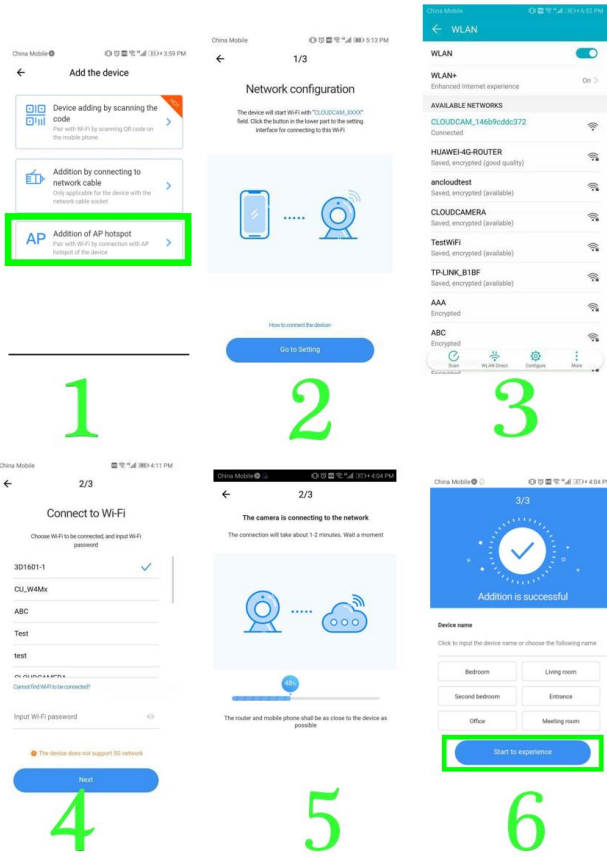 China Mobile 3:59 PM
Add the device
HOT
Device adding by scanning the
code
Pair with Wi-Fi by scanning QR code on
the mobile phone
Addition by connecting to
network cable
Only applicable for the device with the
network cable socket
AP
Addition of AP hotspot
Pair with Wi-Fi by connection with AP
hotspot of the device
1
China Mobile 5:13 PM
1/3
Network configuration
The device will start Wi-Fi with "CLOUDCAM_XXXX"
field. Click the button in the lower part to the setting
interface for connecting to this Wi-Fi
How to connect the device>
Go to Setting
2
China Mobile 6:52 PM
WLAN
WLAN
WLAN+
Enhanced internet experience
On >
AVAILABLE NETWORKS
CLOUDCAM_146b9cddc372
Connected
HUAWEI-4G-ROUTER
Saved, encrypted (good quality)
ancloudtest
Saved, encrypted (available)
CLOUDCAMERA
Saved, encrypted (available)
TestWiFi
Saved, encrypted (available)
TP-LINK_B1BF
Saved, encrypted (available)
AAA
Encrypted
ABC
Encrypted
Scan WLAN Direct Configure More
3
China Mobile 4:11 PM
2/3
Connect to Wi-Fi
Choose Wi-Fi to be connected, and input Wi-Fi
password
3D1601-1
CU_W4Mx
ABC
Test
test
CLOUDCAMERA
Cannot find Wi-Fi to be connected?
Input Wi-Fi password
The device does not support 5G network
Next
4
China Mobile 4:04 PM
2/3
The camera is connecting to the network
The connection will take about 1-2 minutes. Wait a moment
48%
The router and mobile phone shall be as close to the device as
possible
5
China Mobile 4:04 PM
3/3
Addition is successful
Device name
Click to input the device name or choose the following name
Bedroom Living room
Second bedroom Entrance
Office Meeting room
Start to experience
6